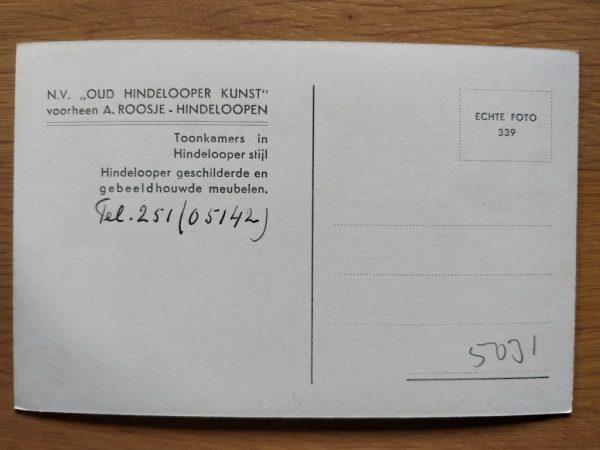 N.V. „OUD HINDELOOPER KUNST"
voorheen A. ROOSJE - HINDELOOPEN
Toonkamers in
Hindelooper stijl
Hindelooper geschilderde en
gebeeldhouwde meubelen.
Tel. 251 (05142)
ECHTE FOTO
339
5031